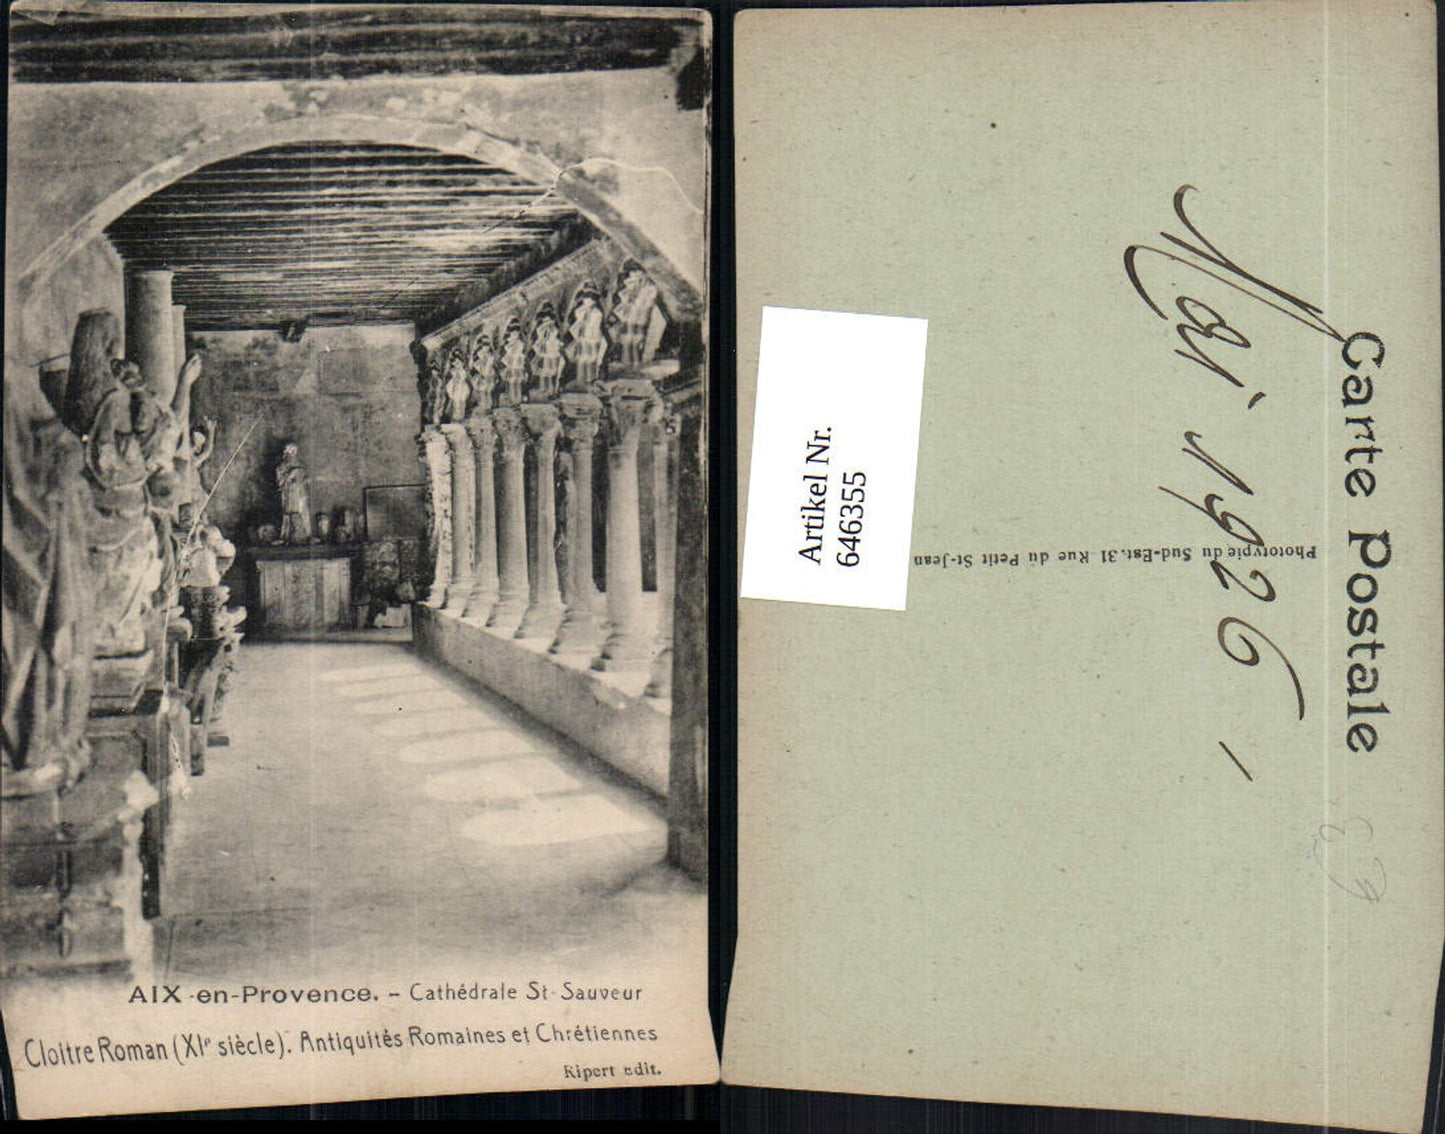 AIX-en-Provence. - Cathédrale St-Sauveur
Cloitre Roman (XIe siècle). Antiquités Romaines et Chrétiennes
Ripert edit.
Artikel Nr.
646355
Carte Postale
Mai 1926
Phototypie du Sud-Est. 31 Rue du Petit St-Jean